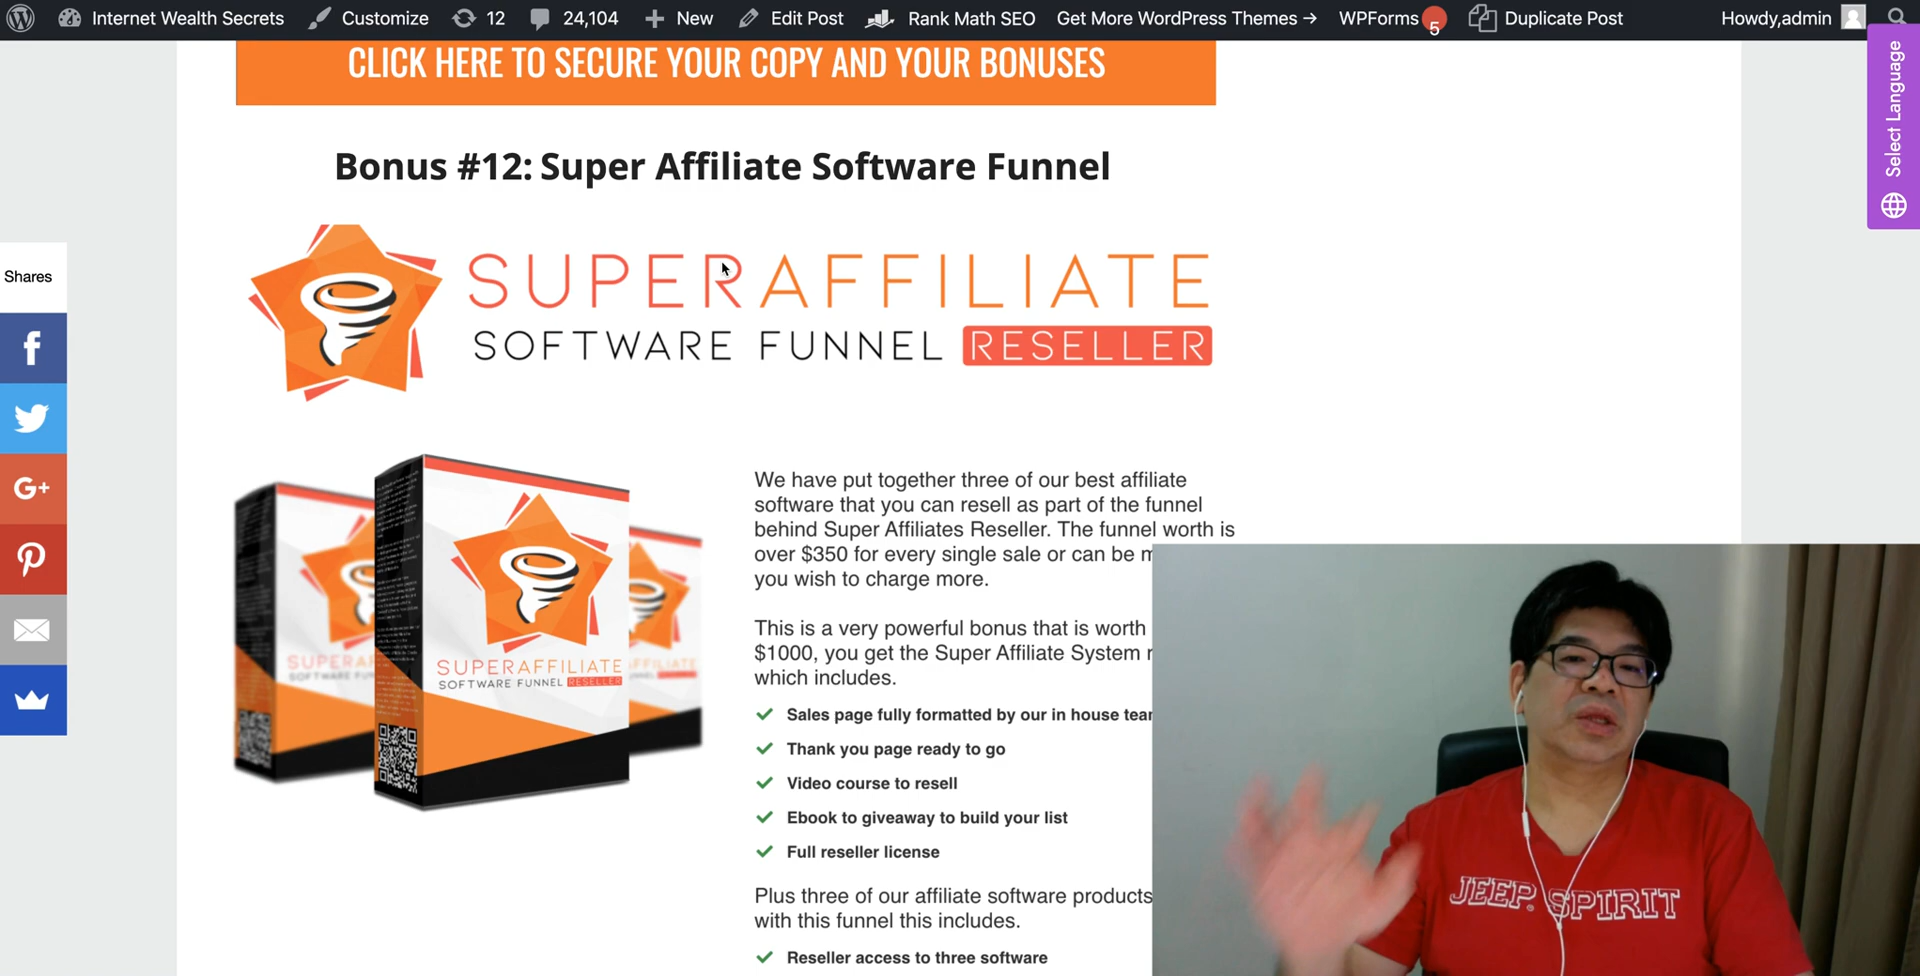 Internet Wealth Secrets Customize 12 24,104 New Edit Post Rank Math SEO Get More WordPress Themes → WPForms 5 Duplicate Post Howdy,admin
Select Language
CLICK HERE TO SECURE YOUR COPY AND YOUR BONUSES
Bonus #12: Super Affiliate Software Funnel
SUPERAFFILIATE
SOFTWARE FUNNEL RESELLER
Shares
f
G+
SUPERAFFILIATE
SOFTWARE FUNNEL RESELLER
We have put together three of our best affiliate
software that you can resell as part of the funnel
behind Super Affiliates Reseller. The funnel worth is
over $350 for every single sale or can be m
you wish to charge more.
This is a very powerful bonus that is worth
$1000, you get the Super Affiliate System
which includes.
Sales page fully formatted by our in house tea
Thank you page ready to go
Video course to resell
Ebook to giveaway to build your list
Full reseller license
Plus three of our affiliate software products
with this funnel this includes.
Reseller access to three software
JEEP SPIRIT